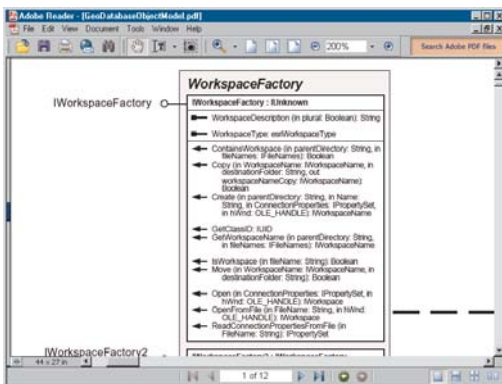 Adobe Reader - [GeoDatabaseObjectModel.pdf]
File Edit View Document Tools Window Help
200%
Search Adobe PDF files
WorkspaceFactory
IWorkspaceFactory
IWorkspaceFactory : IUnknown
WorkspaceDescription (in plural: Boolean): String
WorkspaceType: esriWorkspaceType
ContainsWorkspace (in parentDirectory: String, in
fileNames: IFileNames): Boolean
Copy (in WorkspaceName: IWorkspaceName, in
destinationFolder: String, out
workspaceNameCopy: IWorkspaceName):
Boolean
Create (in parentDirectory: String, in Name:
String, in ConnectionProperties: IPropertySet,
in hWnd: OLE_HANDLE): IWorkspaceName
GetClassID: IUID
GetWorkspaceName (in parentDirectory: String,
in fileNames: IFileNames): IWorkspaceName
IsWorkspace (in fileName: String): Boolean
Move (in WorkspaceName: IWorkspaceName, in
destinationFolder: String): Boolean
Open (in ConnectionProperties: IPropertySet, in
hWnd: OLE_HANDLE): IWorkspace
OpenFromFile (in fileName: String, in hWnd:
OLE_HANDLE): IWorkspace
ReadConnectionPropertiesFromFile (in
FileName: String): IPropertySet
IWorkspaceFactory2
IWorkspaceFactory2 : IWorkspaceFactory
44 x 27 in
1 of 12